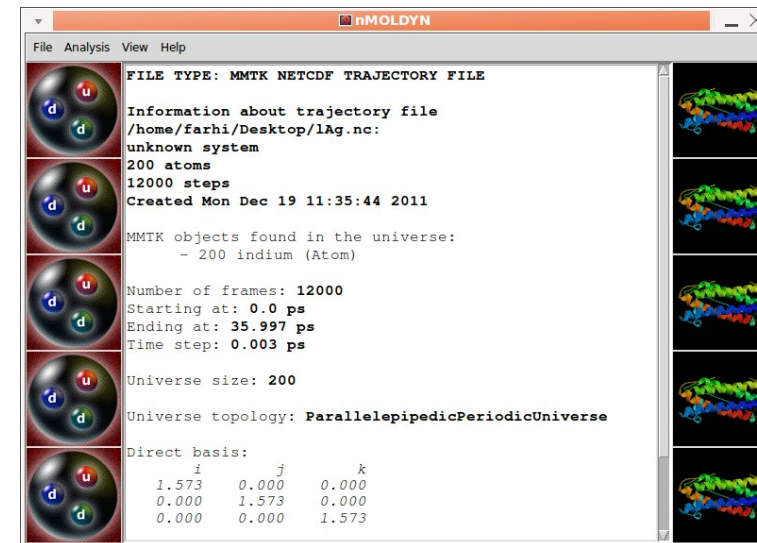 nMOLDYN
File Analysis View Help
FILE TYPE: MMTK NETCDF TRAJECTORY FILE
Information about trajectory file
/home/farhi/Desktop/lAg.nc:
unknown system
200 atoms
12000 steps
Created Mon Dec 19 11:35:44 2011
MMTK objects found in the universe:
- 200 indium (Atom)
Number of frames: 12000
Starting at: 0.0 ps
Ending at: 35.997 ps
Time step: 0.003 ps
Universe size: 200
Universe topology: ParallelepipedicPeriodicUniverse
Direct basis:
i j k
1.573 0.000 0.000
0.000 1.573 0.000
0.000 0.000 1.573
u
d
d
u
d
d
u
d
d
u
d
d
u
d
d